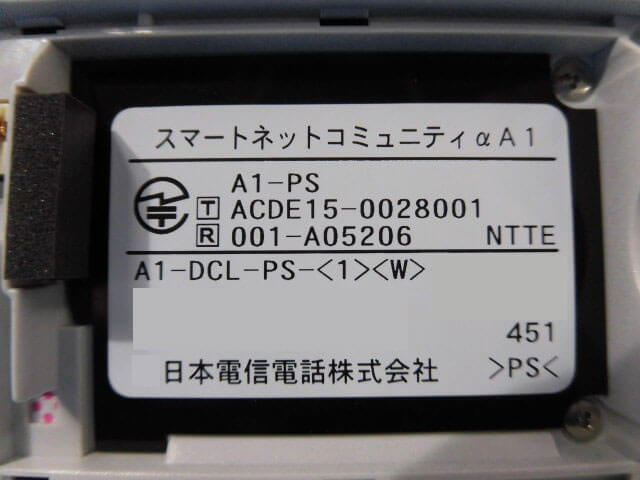 スマートネットコミュニティαA1
A1-PS
T ACDE15-0028001
R 001-A05206 NTTE
A1-DCL-PS-<1><W>
451
日本電信電話株式会社 >PS<